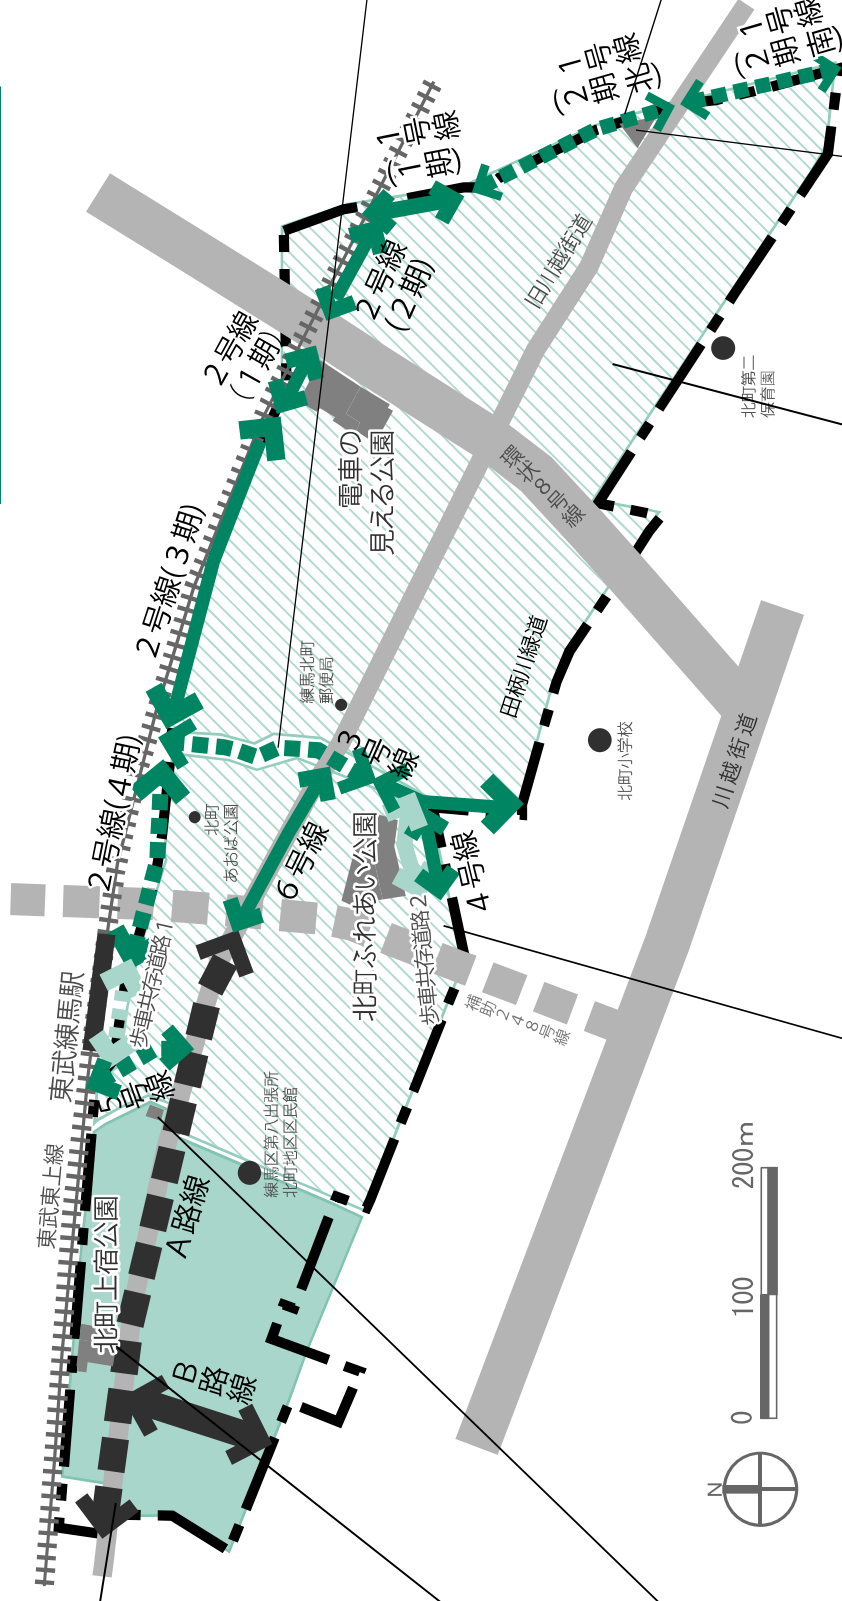 1号線
(1期)
1号線
(2期北)
1号線
(2期南)
2号線
(2期)
2号線
(1期)
旧川越街道
北町第二
保育園
電車の
見える公園
環状8号線
2号線(3期)
練馬北町
郵便局
田柄川緑道
北町小学校
川越街道
2号線(4期)
3号線
北町
あおば公園
6号線
北町ふれあい公園
4号線
歩車共存道路2
歩車共存道路1
補助248号線
東武練馬駅
5号線
練馬区第八出張所
北町地区区民館
東武東上線
A路線
北町上宿公園
B路線
0
100
200m
N